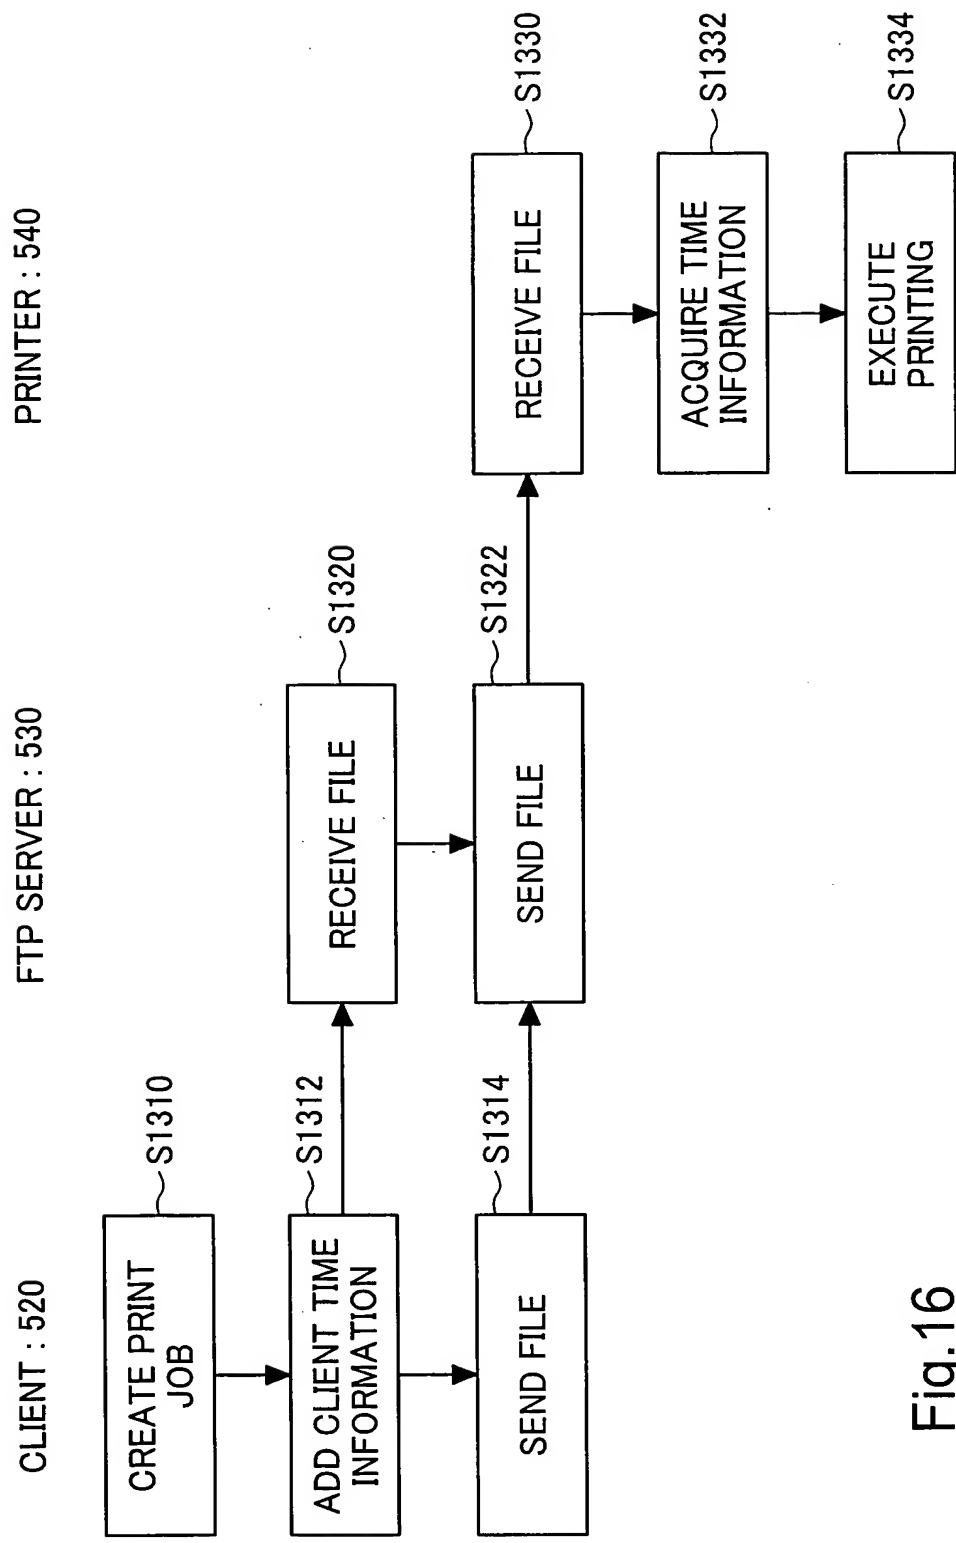 CLIENT : 520
FTP SERVER : 530
PRINTER : 540
CREATE PRINT
JOB
S1310
ADD CLIENT TIME
INFORMATION
S1312
RECEIVE FILE
S1320
SEND FILE
S1314
SEND FILE
S1322
RECEIVE FILE
S1330
ACQUIRE TIME
INFORMATION
S1332
EXECUTE
PRINTING
S1334
Fig.16